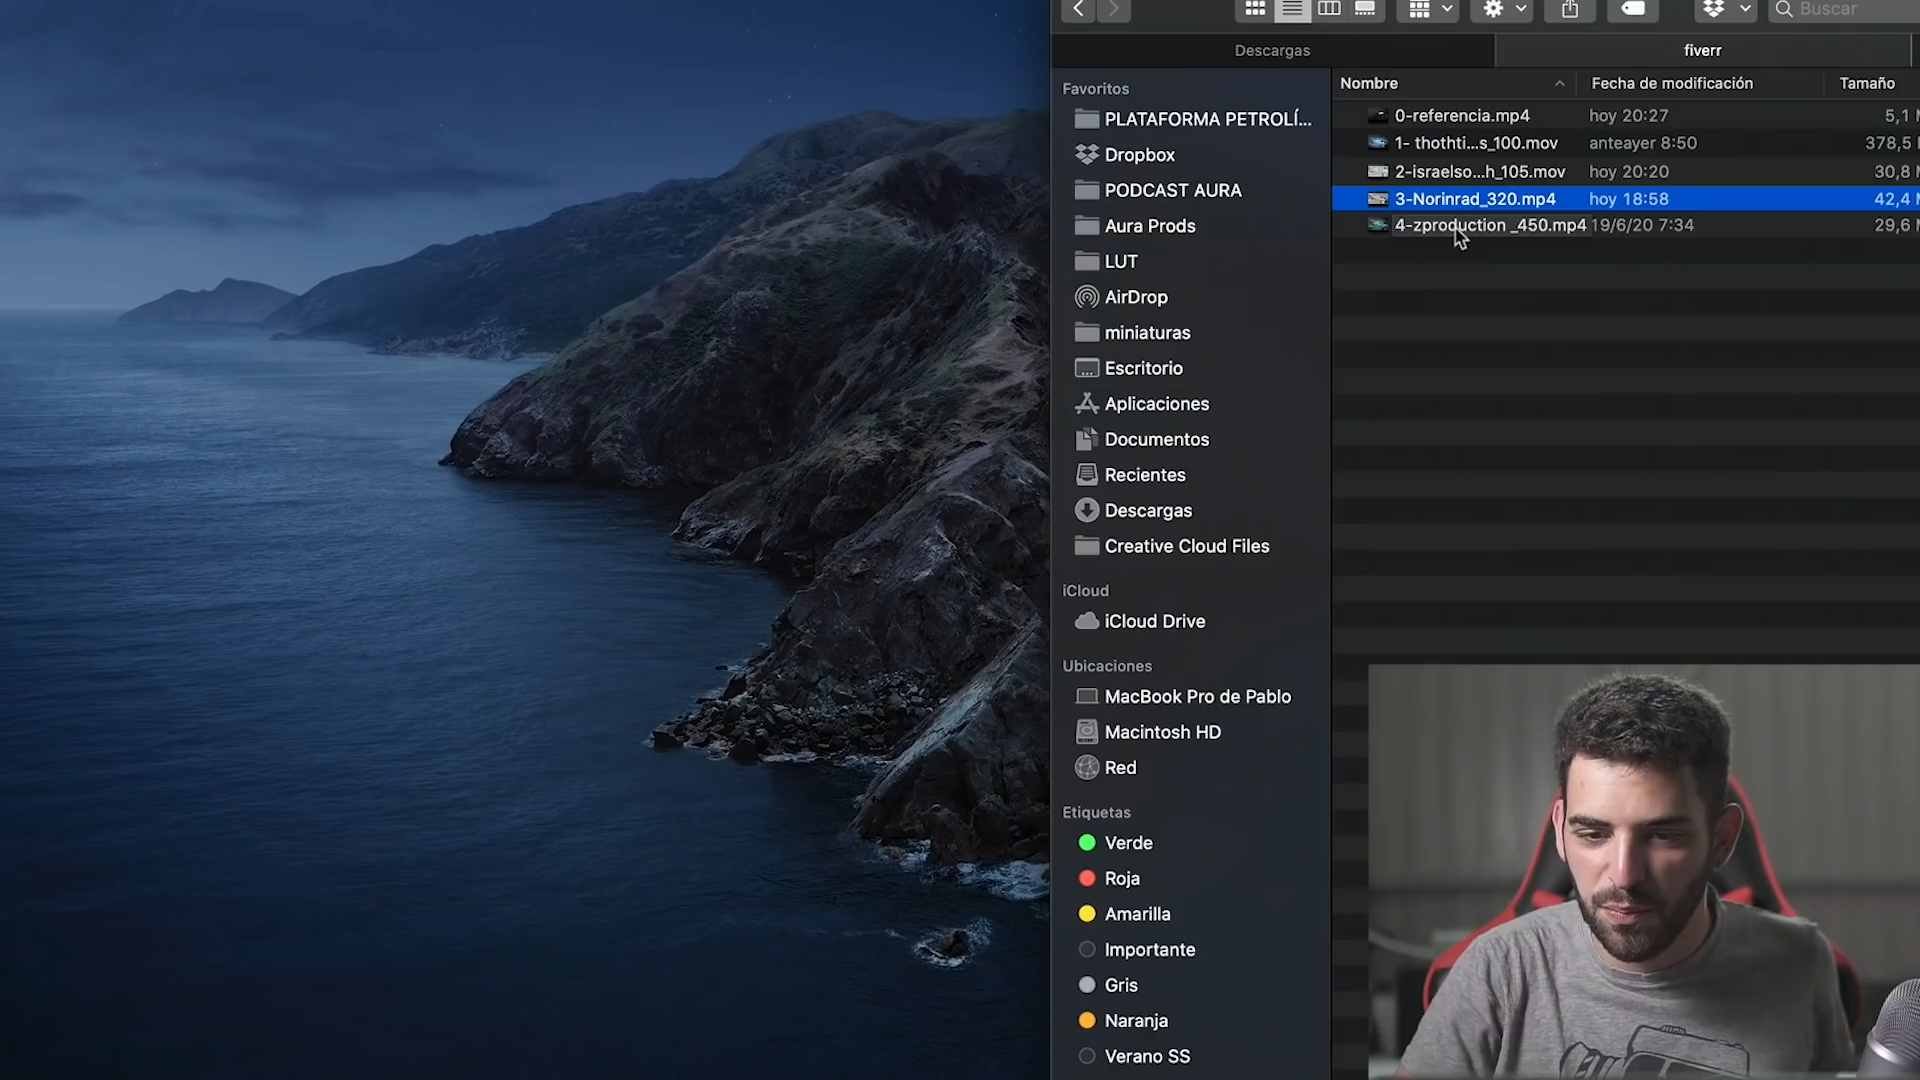 Buscar
Descargas
fiverr
Nombre
Fecha de modificación
Tamaño
0-referencia.mp4
hoy 20:27
5,1
1- thothti...s_100.mov
anteayer 8:50
378,5
2-israelso...h_105.mov
hoy 20:20
30,8
3-Norinrad_320.mp4
hoy 18:58
42,4
4-zproduction _450.mp4
19/6/20 7:34
29,6
Favoritos
PLATAFORMA PETROLÍ...
Dropbox
PODCAST AURA
Aura Prods
LUT
AirDrop
miniaturas
Escritorio
Aplicaciones
Documentos
Recientes
Descargas
Creative Cloud Files
iCloud
iCloud Drive
Ubicaciones
MacBook Pro de Pablo
Macintosh HD
Red
Etiquetas
Verde
Roja
Amarilla
Importante
Gris
Naranja
Verano SS